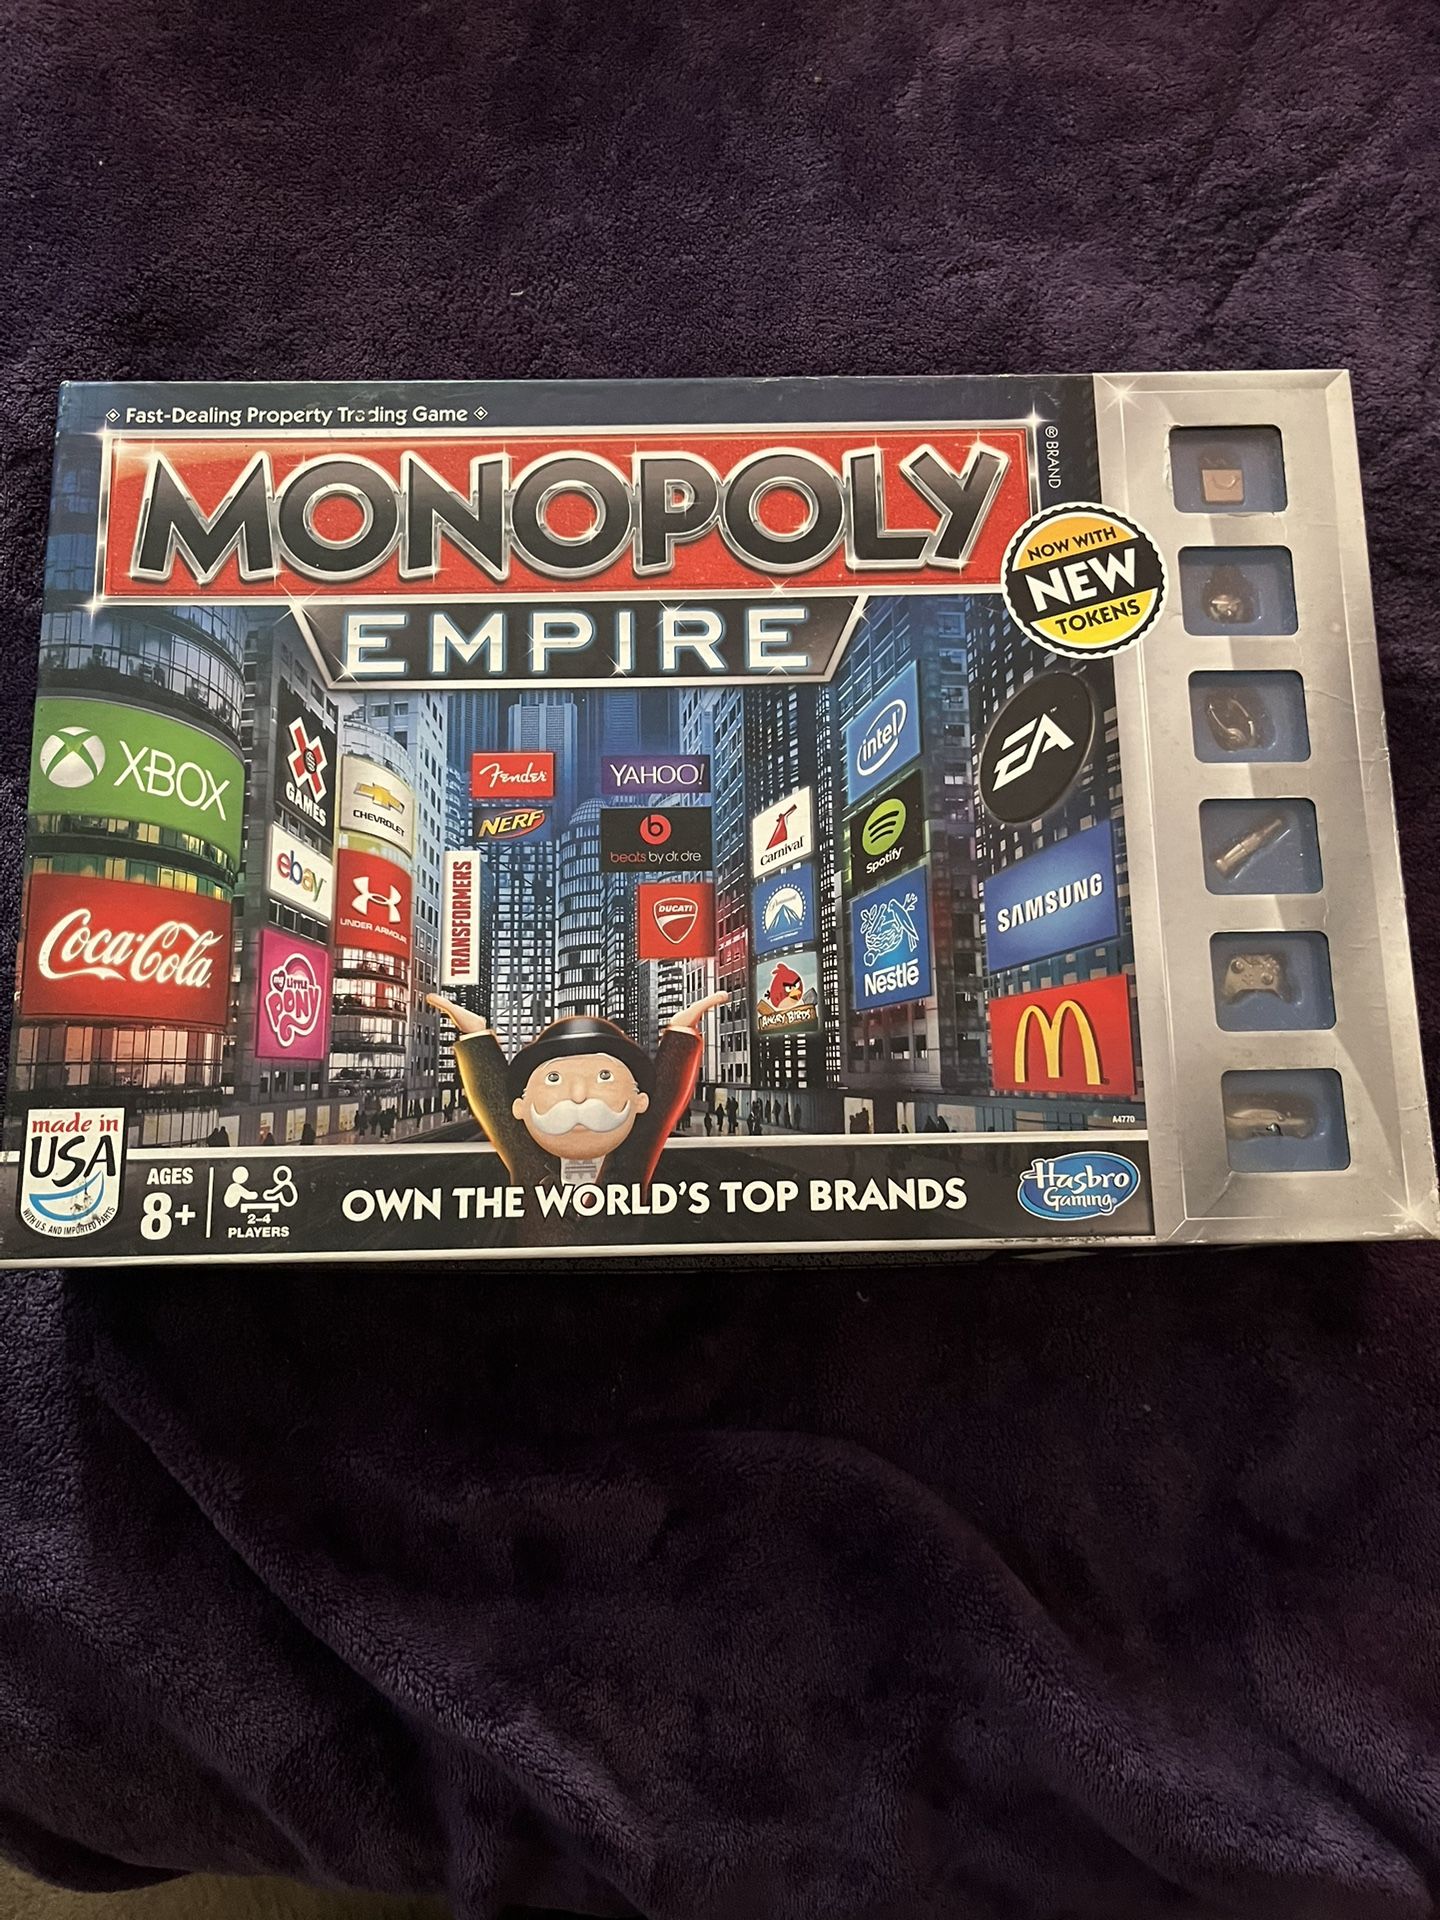 Fast-Dealing Property Trading Game
MONOPOLY
® BRAND
EMPIRE
NOW WITH
NEW
TOKENS
XBOX
X
GAMES
CHEVROLET
Fender
YAHOO!
intel
EA
NERF
beats by dr. dre
Carnival
Spotify
ebay
UNDER ARMOUR
TRANSFORMERS
DUCATI
Paramount
SAMSUNG
Coca-Cola
MY LITTLE
PONY
ANGRY BIRDS
Nestlé
M
A4770
made in
USA
WITH U.S. AND IMPORTED PARTS
AGES
8+
2-4
PLAYERS
OWN THE WORLD'S TOP BRANDS
Hasbro
Gaming